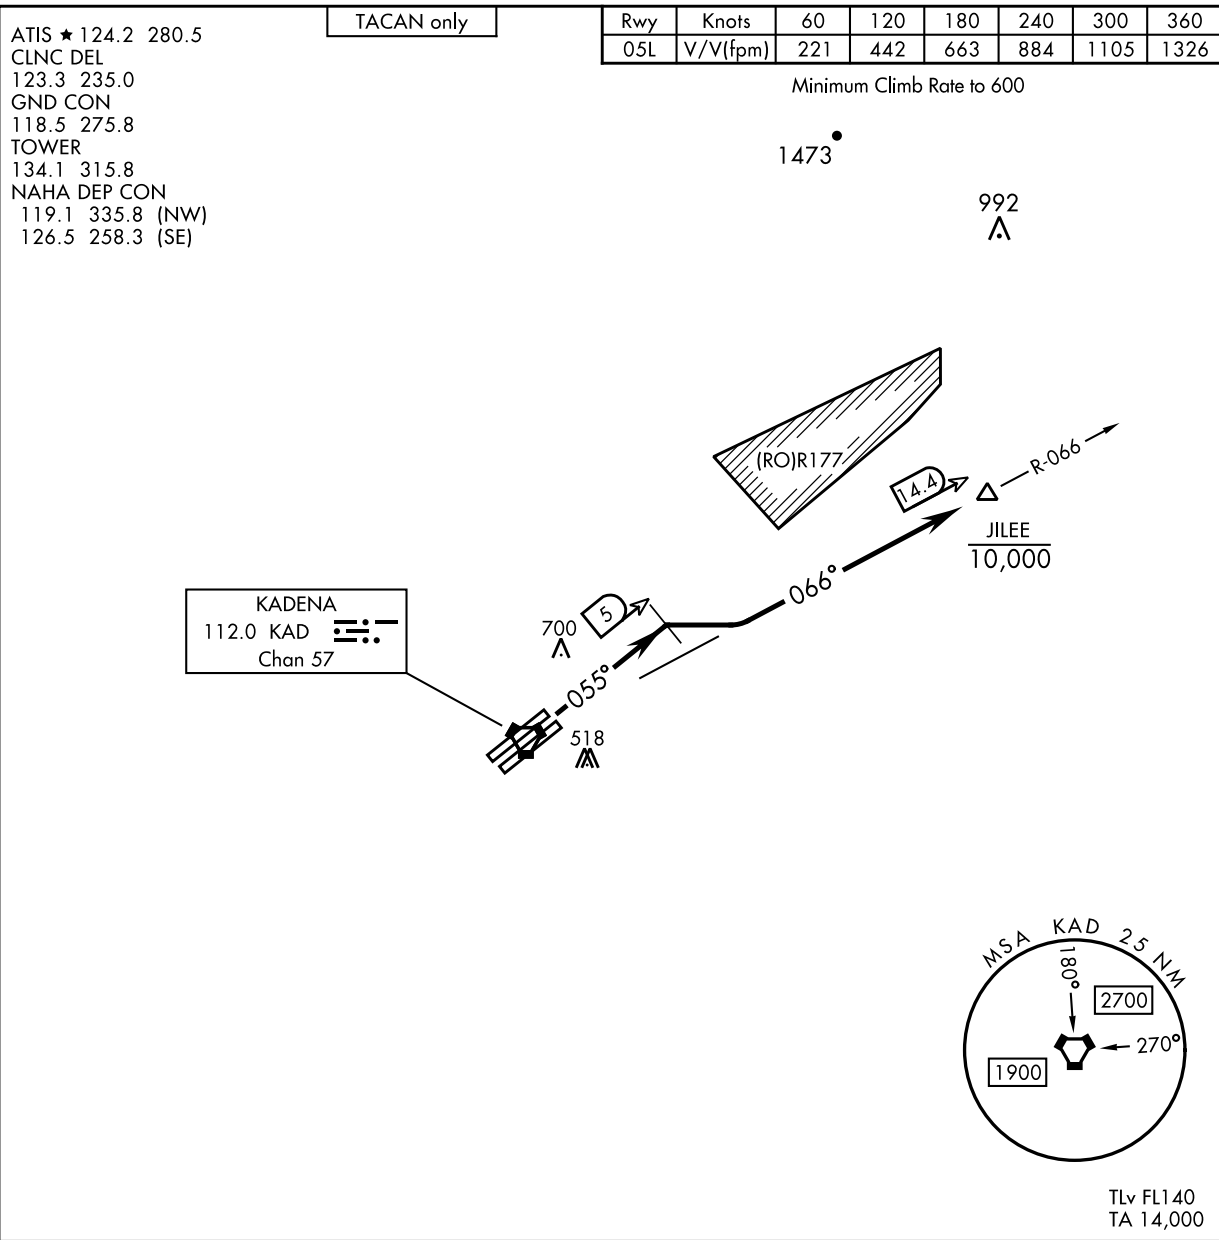 ATIS ★ 124.2 280.5
CLNC DEL
123.3 235.0
GND CON
118.5 275.8
TOWER
134.1 315.8
NAHA DEP CON
119.1 335.8 (NW)
126.5 258.3 (SE)
TACAN only
Rwy Knots 60 120 180 240 300 360
05L V/V(fpm) 221 442 663 884 1105 1326
Minimum Climb Rate to 600
1473
992
(RO)R177
14.4
R-066
JILEE
10,000
066°
KADENA
112.0 KAD
Chan 57
700
5
055°
518
MSA KAD 25 NM
180°
2700
270°
1900
TLv FL140
TA 14,000